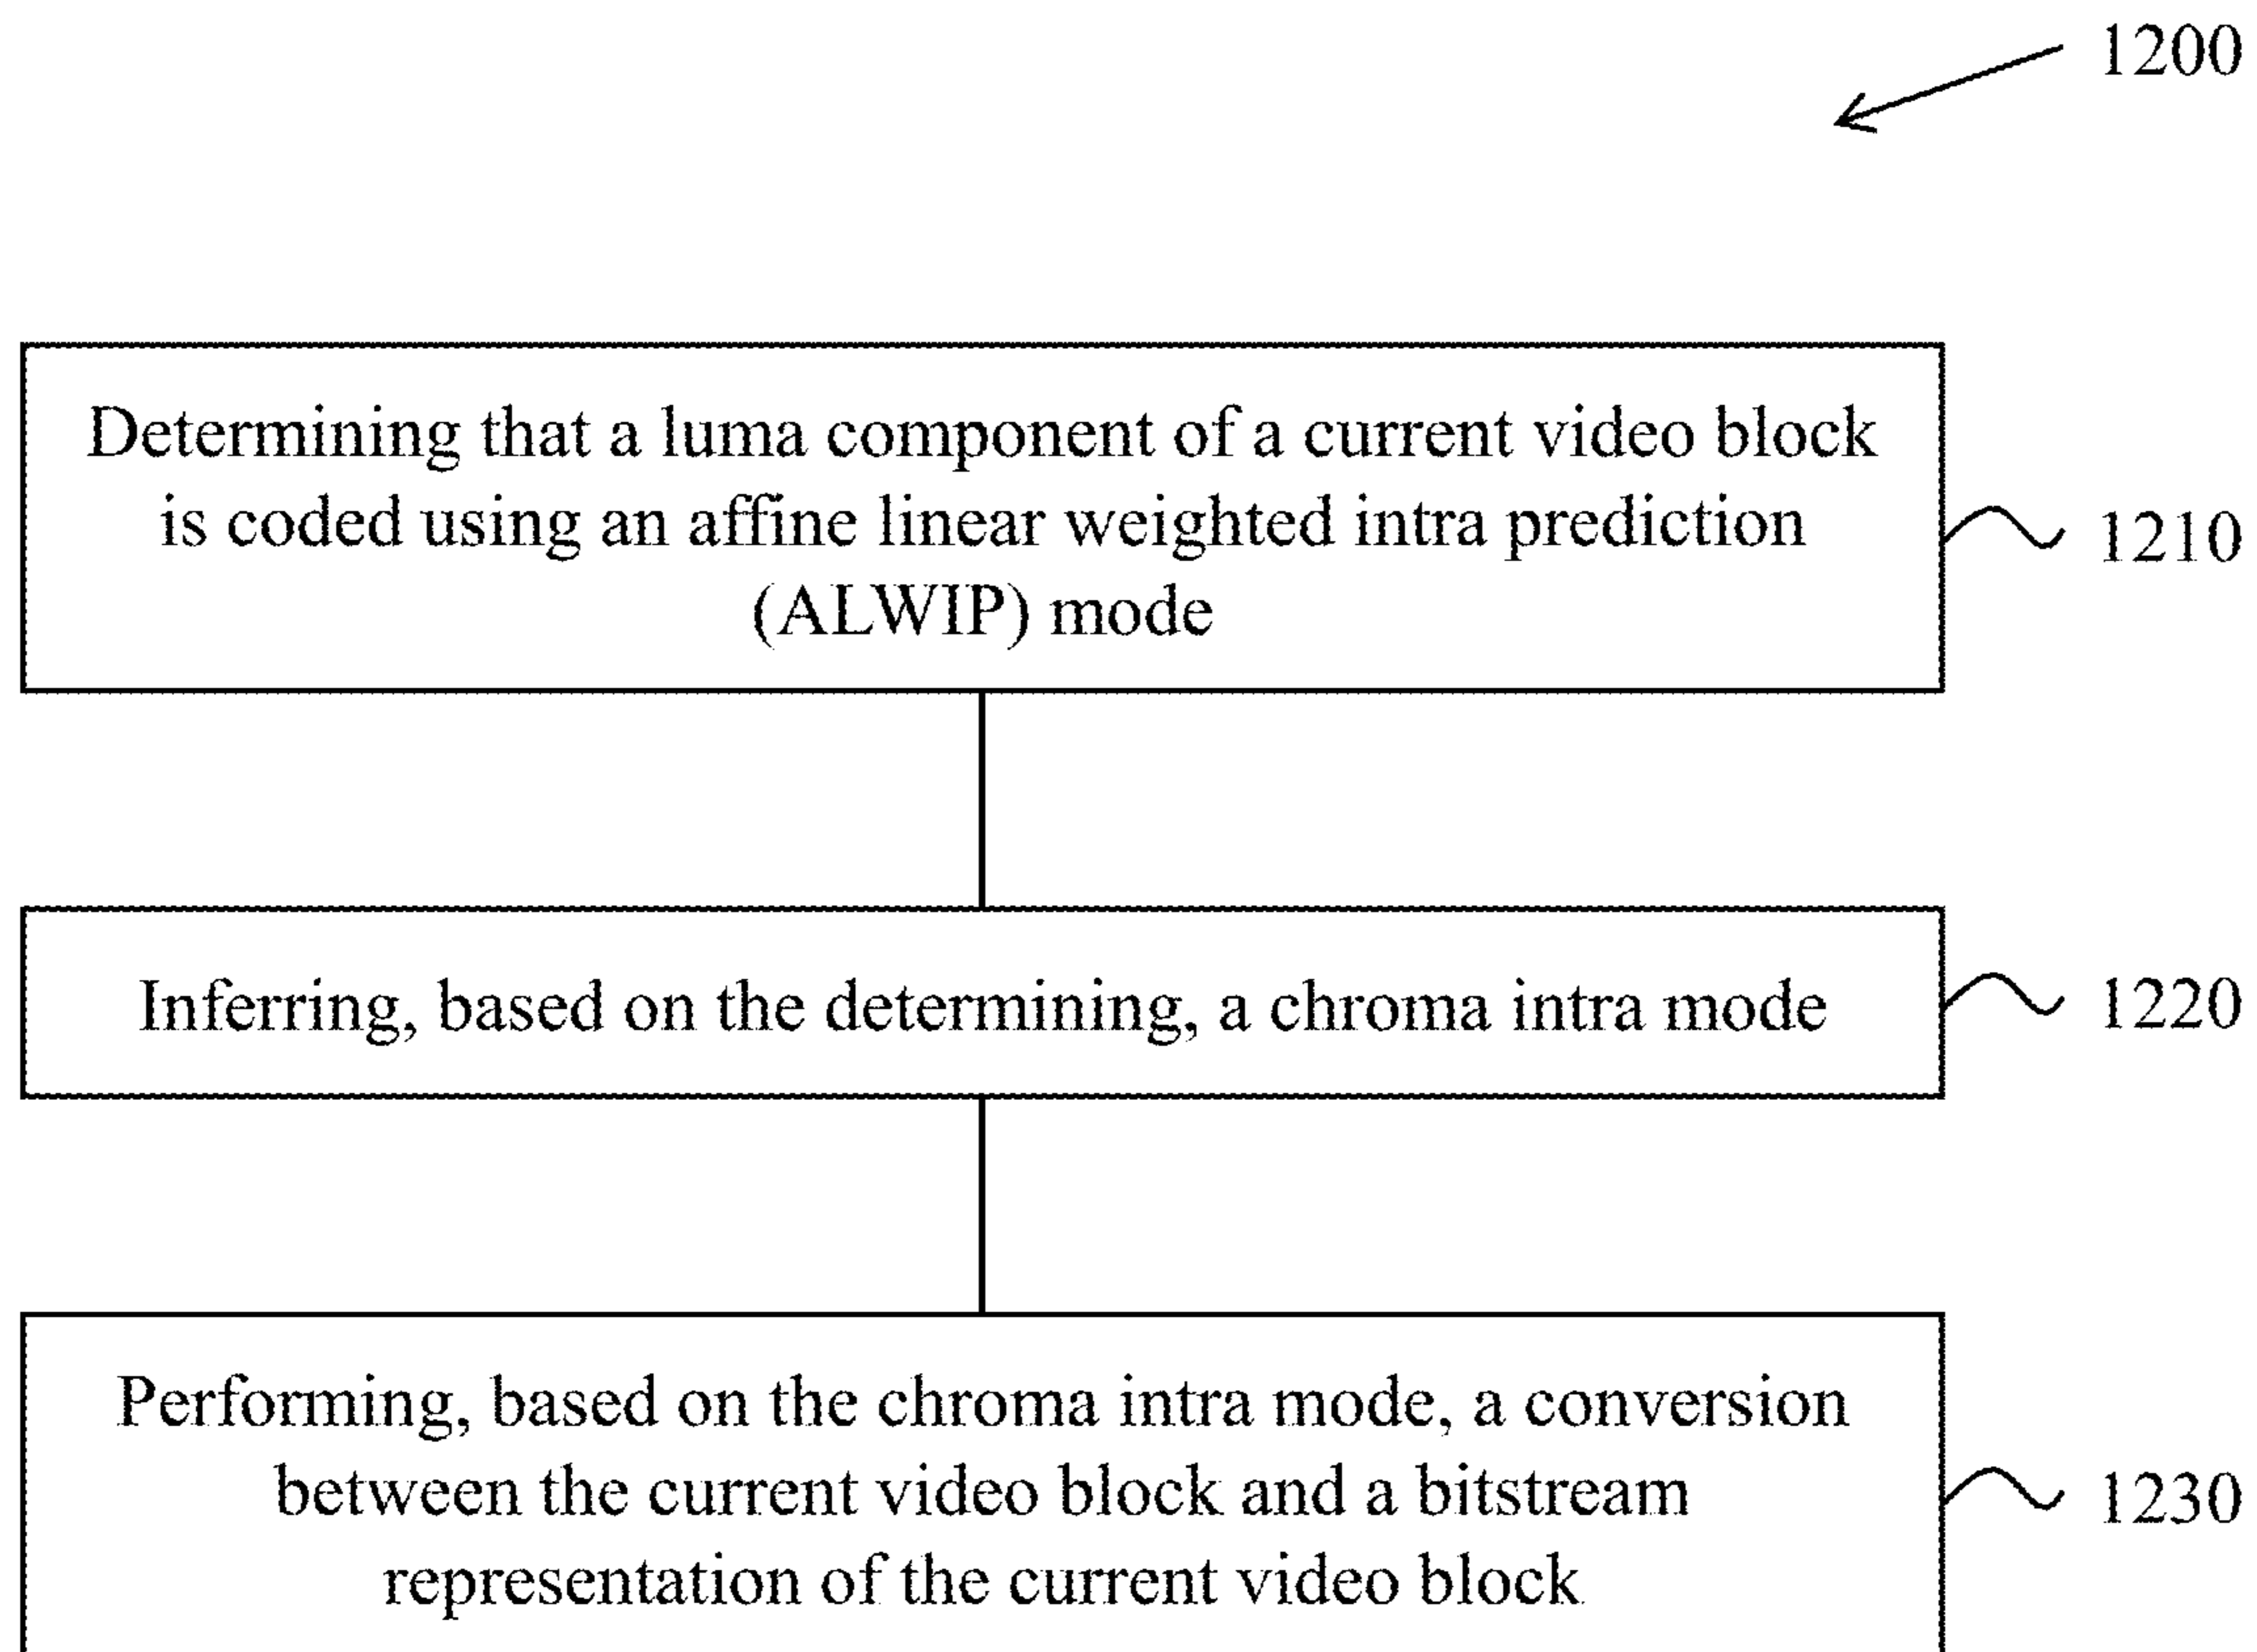 1200
Determining that a luma component of a current video block
is coded using an affine linear weighted intra prediction
(ALWIP) mode
1210
Inferring, based on the determining, a chroma intra mode
1220
Performing, based on the chroma intra mode, a conversion
between the current video block and a bitstream
representation of the current video block
1230